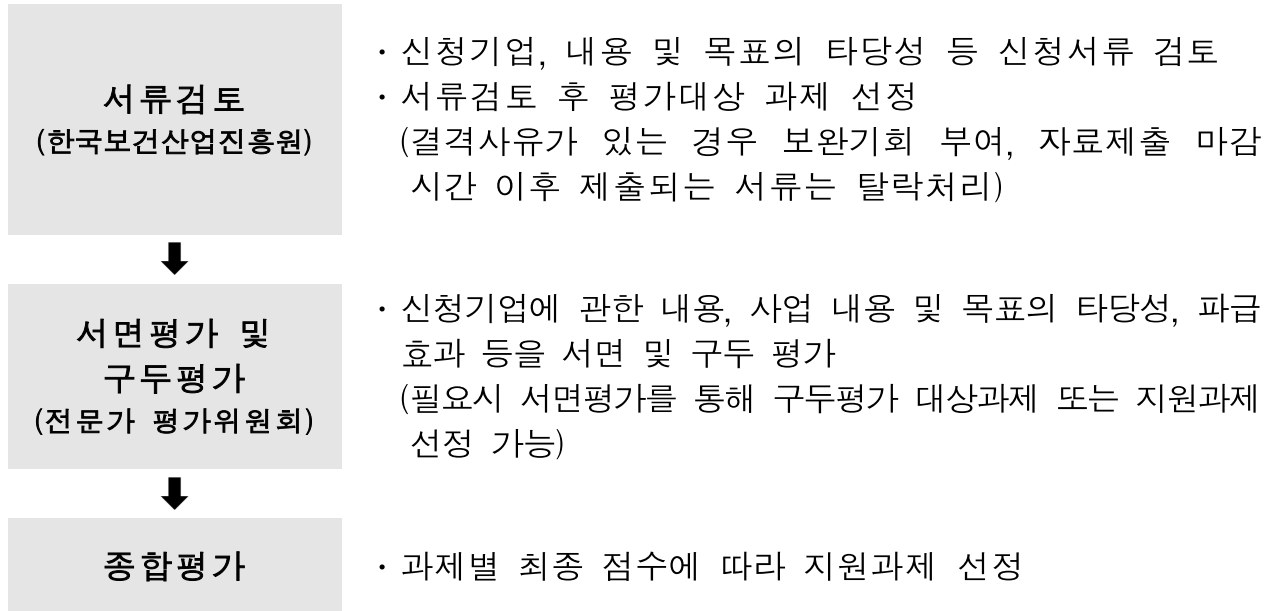 서류검토
(한국보건산업진흥원)
· 신청기업, 내용 및 목표의 타당성 등 신청서류 검토
· 서류검토 후 평가대상 과제 선정
(결격사유가 있는 경우 보완기회 부여, 자료제출 마감
시간 이후 제출되는 서류는 탈락처리)
서면평가 및
구두평가
(전문가 평가위원회)
· 신청기업에 관한 내용, 사업 내용 및 목표의 타당성, 파급
효과 등을 서면 및 구두 평가
(필요시 서면평가를 통해 구두평가 대상과제 또는 지원과제
선정 가능)
종합평가
· 과제별 최종 점수에 따라 지원과제 선정